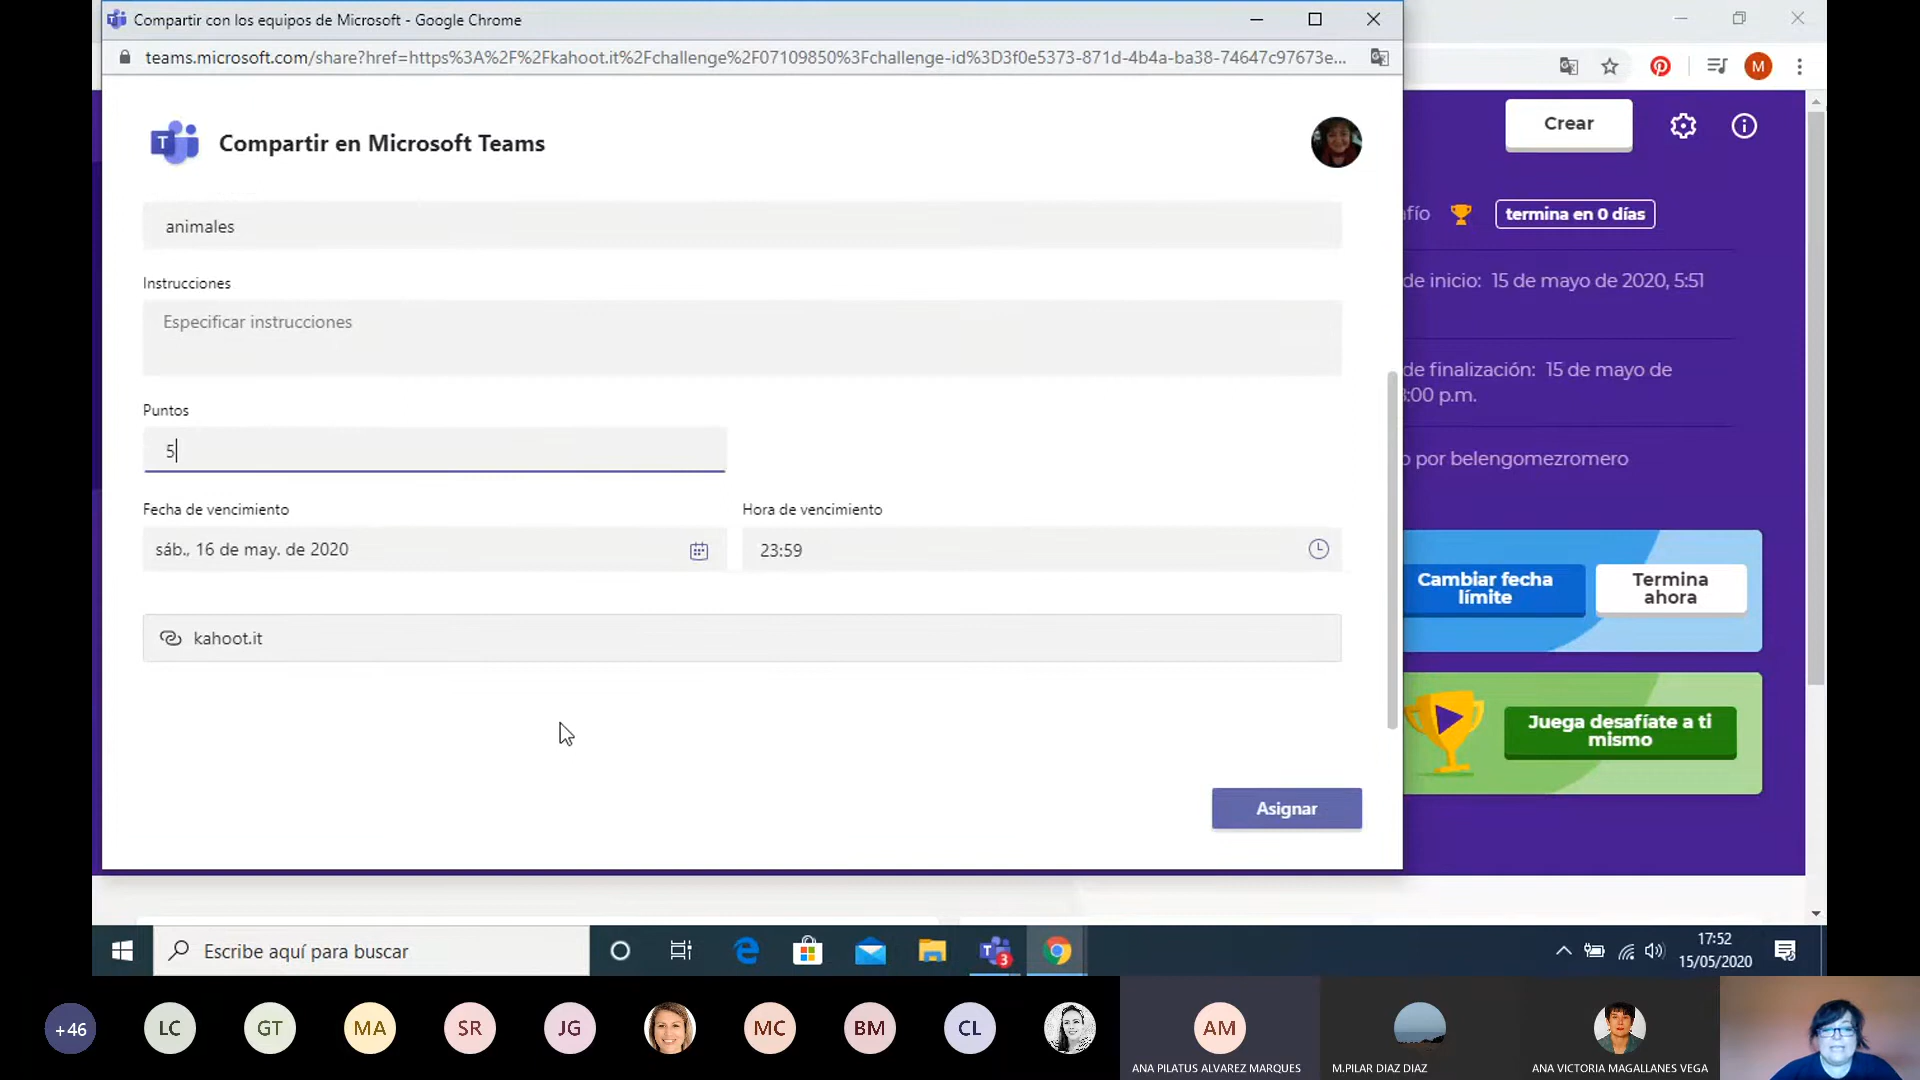 Compartir con los equipos de Microsoft - Google Chrome
teams.microsoft.com/share?href=https%3A%2F%2Fkahoot.it%2Fchallenge%2F07109850%3Fchallenge-id%3D3f0e5373-871d-4b4a-ba38-74647c97673e...
M
T
Compartir en Microsoft Teams
Crear
animales
fío
termina en 0 días
Instrucciones
de inicio: 15 de mayo de 2020, 5:51
Especificar instrucciones
de finalización: 15 de mayo de
:00 p.m.
Puntos
5
por belengomezromero
Fecha de vencimiento
Hora de vencimiento
sáb., 16 de may. de 2020
23:59
Cambiar fecha
límite
Termina
ahora
kahoot.it
Juega desafíate a ti
mismo
Asignar
Escribe aquí para buscar
3
17:52
15/05/2020
+46
LC
GT
MA
SR
JG
MC
BM
CL
AM
ANA PILATUS ALVAREZ MARQUES
M.PILAR DIAZ DIAZ
ANA VICTORIA MAGALLANES VEGA